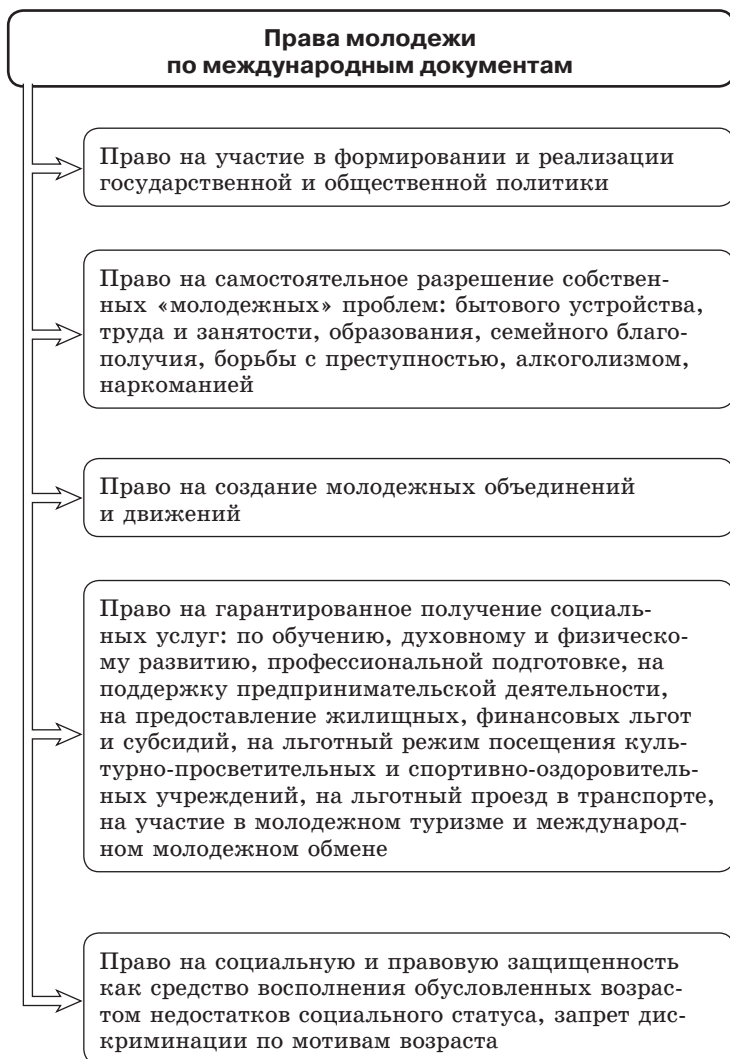 Права молодежи
по международным документам
Право на участие в формировании и реализации
государственной и общественной политики
Право на самостоятельное разрешение собствен-
ных «молодежных» проблем: бытового устройства,
труда и занятости, образования, семейного благо-
получия, борьбы с преступностью, алкоголизмом,
наркоманией
Право на создание молодежных объединений
и движений
Право на гарантированное получение социаль-
ных услуг: по обучению, духовному и физическо-
му развитию, профессиональной подготовке, на
поддержку предпринимательской деятельности,
на предоставление жилищных, финансовых льгот
и субсидий, на льготный режим посещения куль-
турно-просветительных и спортивно-оздоровитель-
ных учреждений, на льготный проезд в транспорте,
на участие в молодежном туризме и международ-
ном молодежном обмене
Право на социальную и правовую защищенность
как средство восполнения обусловленных возрас-
том недостатков социального статуса, запрет дис-
криминации по мотивам возраста